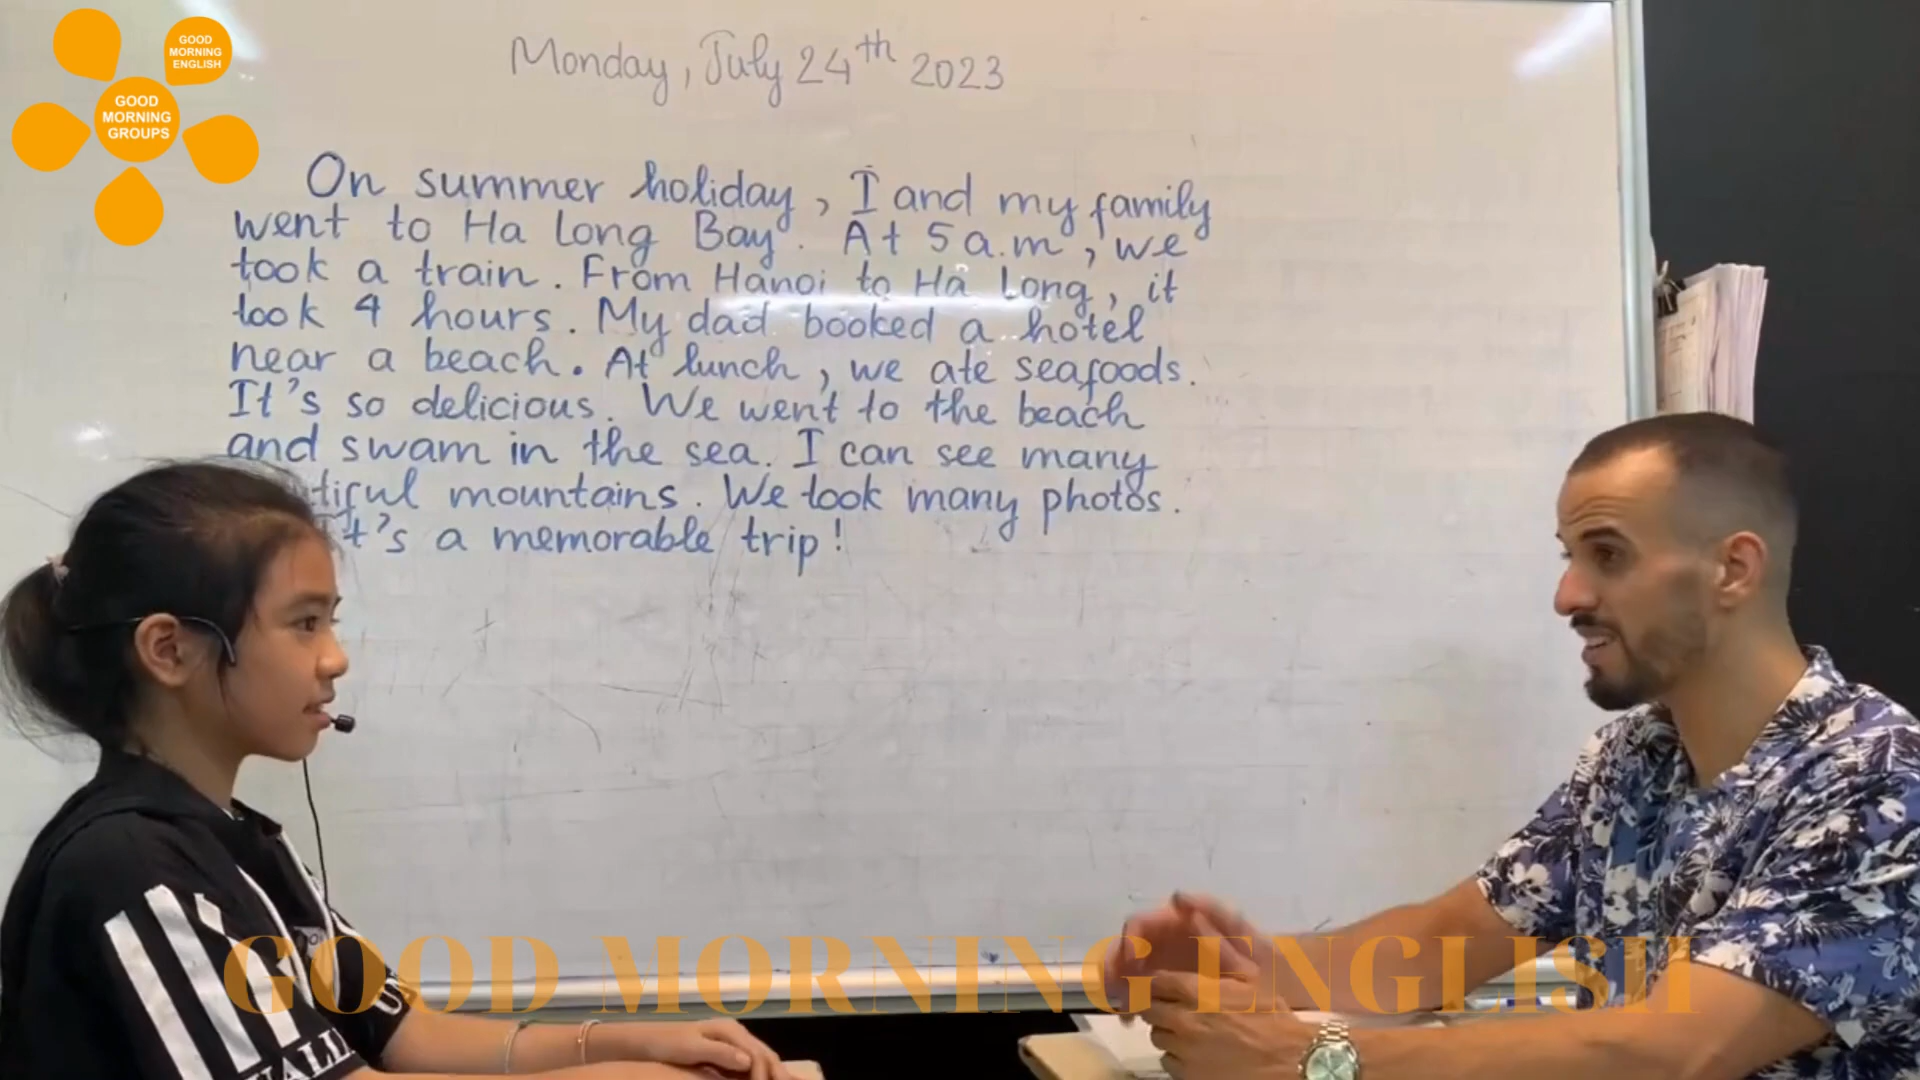 GOOD
MORNING
ENGLISH
GOOD
MORNING
GROUPS
Monday, July 24th 2023
On summer holiday, I and my family
went to Ha Long Bay. At 5 a.m, we
took a train. From Hanoi to Ha Long, it
took 4 hours. My dad booked a hotel
near a beach. At lunch, we ate seafoods.
It's so delicious. We went to the beach
and swam in the sea. I can see many
mountains. We took many photos.
a memorable trip!
GOOD MORNING ENGLISH